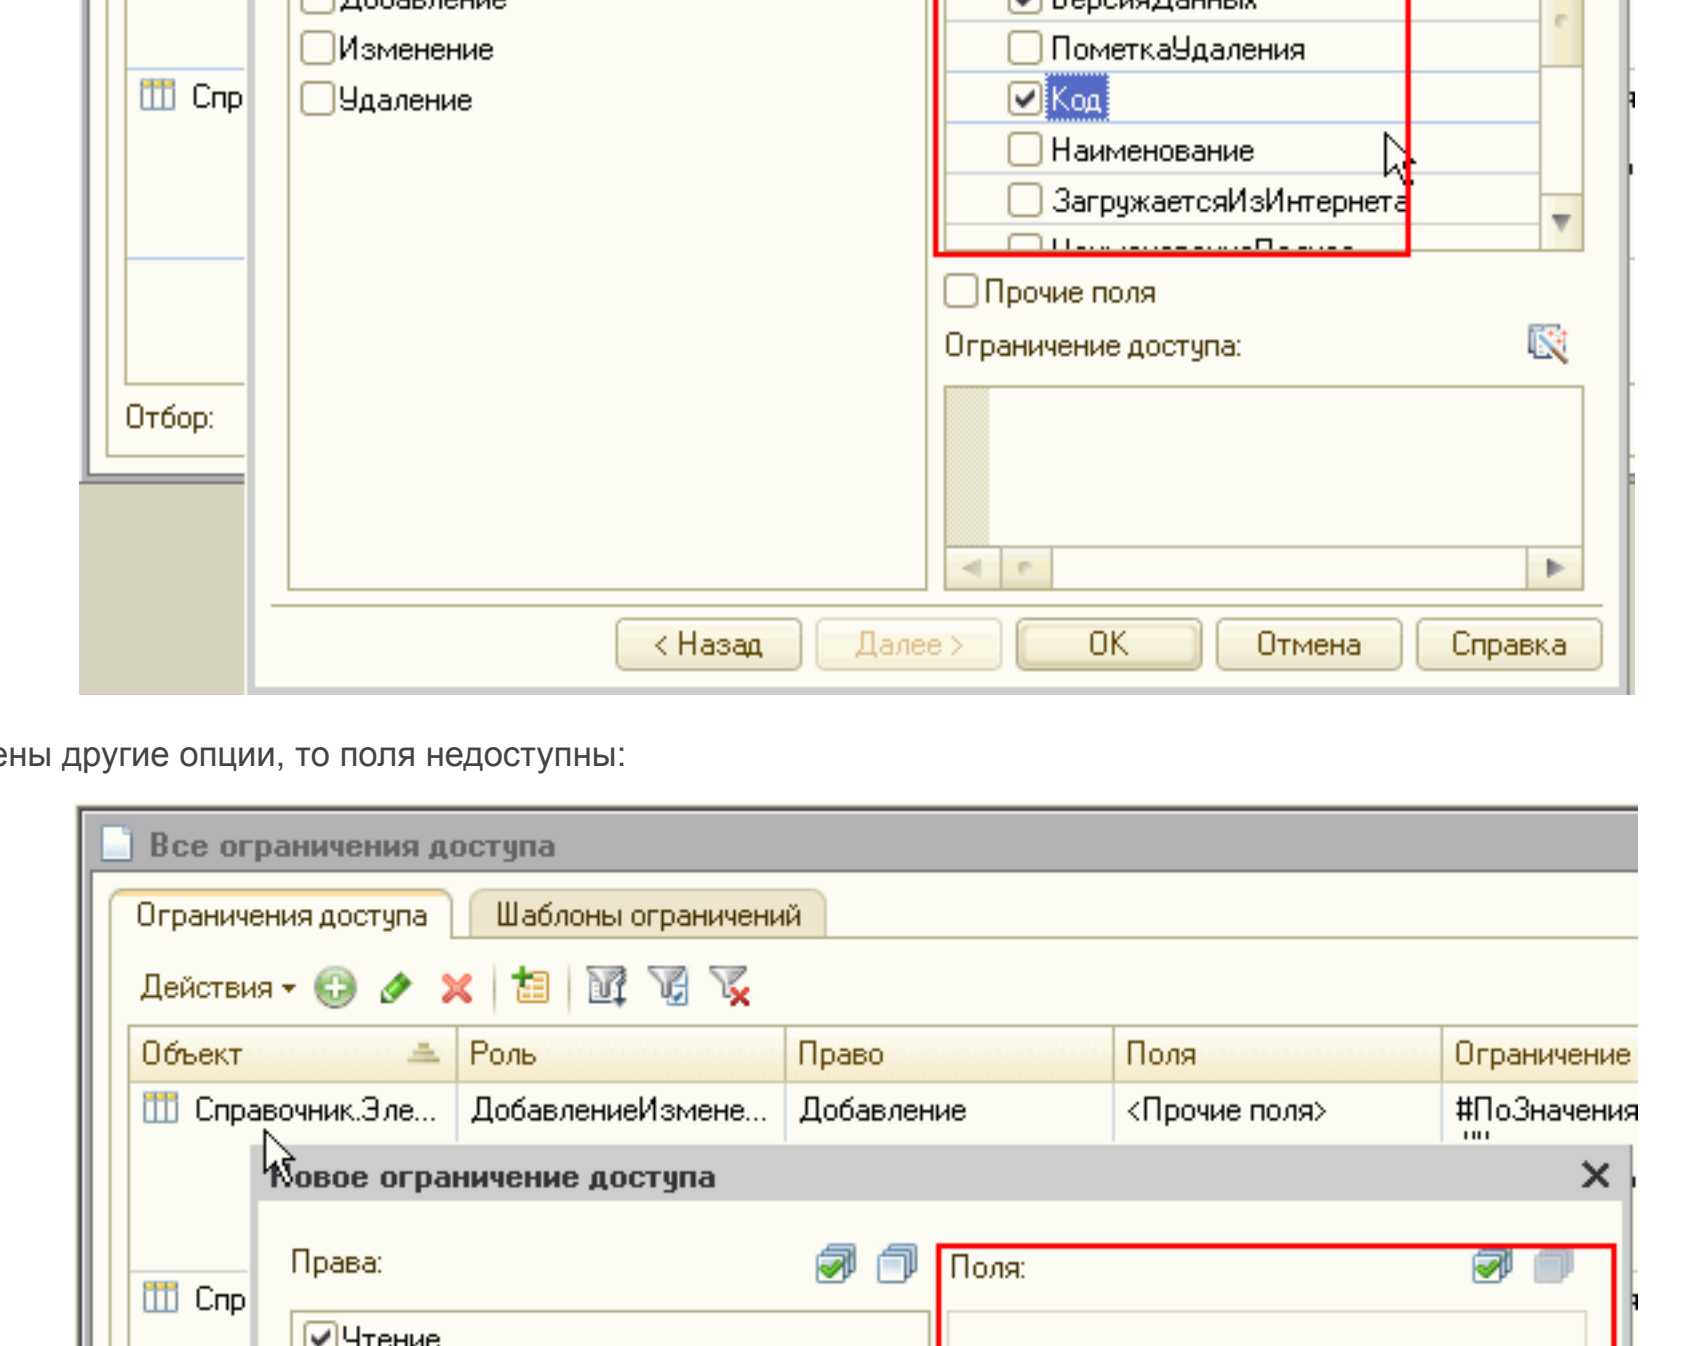 Добавление
ВерсияДанных
Изменение
ПометкаУдаления
Спр
Удаление
Код
Наименование
ЗагружаетсяИзИнтернета
Прочие поля
Ограничение доступа:
Отбор:
< Назад
Далее >
OK
Отмена
Справка
ены другие опции, то поля недоступны:
Все ограничения доступа
Ограничения доступа
Шаблоны ограничений
Действия
Объект
Роль
Право
Поля
Ограничение
Справочник.Эле...
ДобавлениеИзмене...
Добавление
<Прочие поля>
#ПоЗначения
Новое ограничение доступа
Права:
Поля:
Спр
Чтение